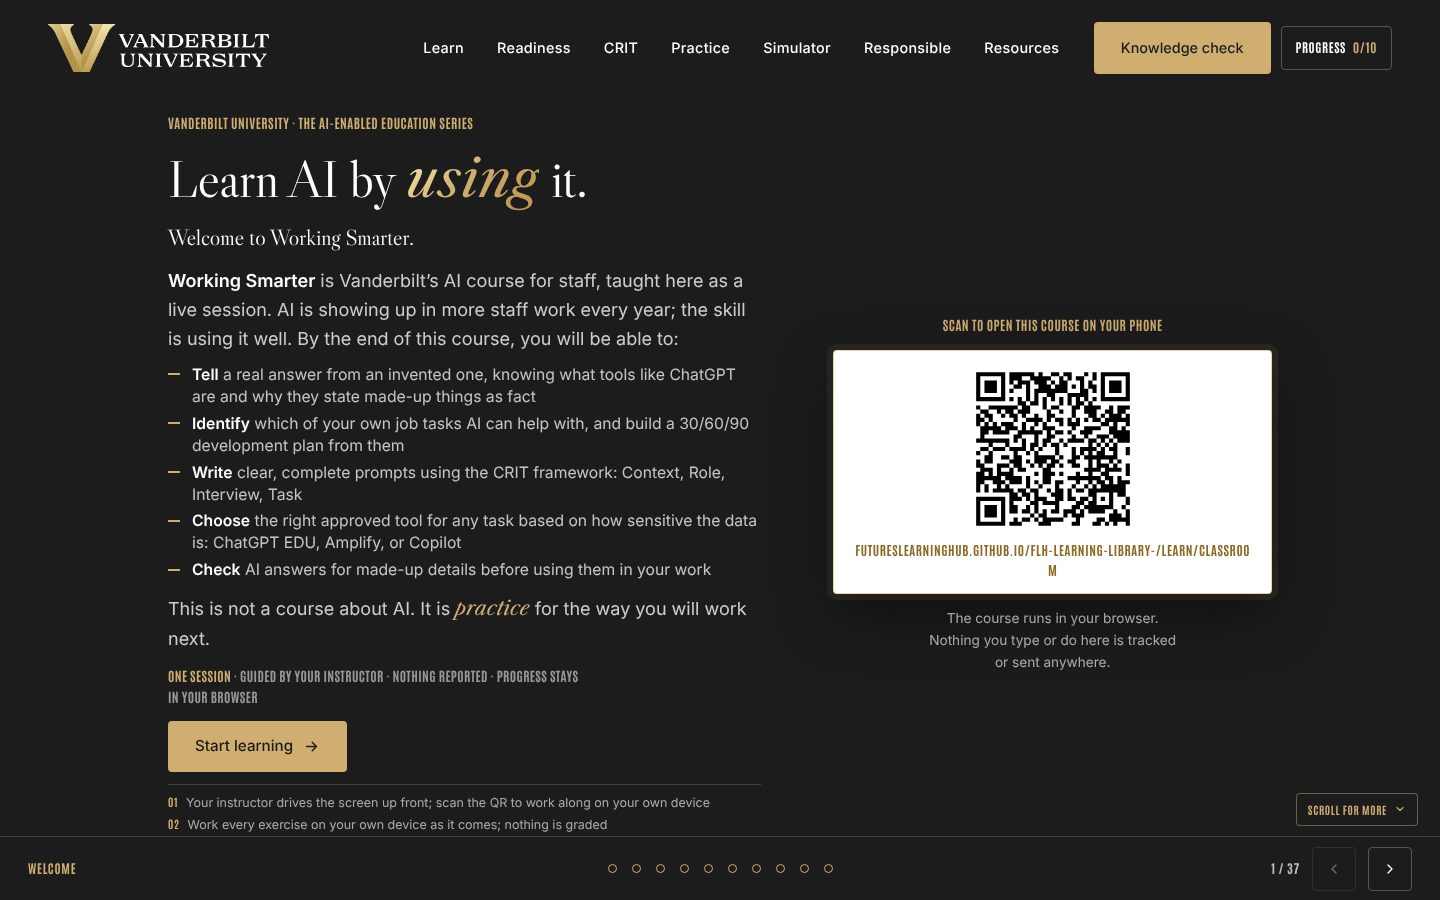 VANDERBILT
UNIVERSITY
Learn
Readiness
CRIT
Practice
Simulator
Responsible
Resources
Knowledge check
PROGRESS 0/10
VANDERBILT UNIVERSITY · THE AI-ENABLED EDUCATION SERIES
Learn AI by using it.
Welcome to Working Smarter.
Working Smarter is Vanderbilt’s AI course for staff, taught here as a
live session. AI is showing up in more staff work every year; the skill
is using it well. By the end of this course, you will be able to:
Tell a real answer from an invented one, knowing what tools like ChatGPT
are and why they state made-up things as fact
Identify which of your own job tasks AI can help with, and build a 30/60/90
development plan from them
Write clear, complete prompts using the CRIT framework: Context, Role,
Interview, Task
Choose the right approved tool for any task based on how sensitive the data
is: ChatGPT EDU, Amplify, or Copilot
Check AI answers for made-up details before using them in your work
This is not a course about AI. It is practice for the way you will work
next.
ONE SESSION · GUIDED BY YOUR INSTRUCTOR · NOTHING REPORTED · PROGRESS STAYS
IN YOUR BROWSER
Start learning →
01 Your instructor drives the screen up front; scan the QR to work along on your own device
02 Work every exercise on your own device as it comes; nothing is graded
SCAN TO OPEN THIS COURSE ON YOUR PHONE
FUTURESLEARNINGHUB.GITHUB.IO/FLH-LEARNING-LIBRARY-/LEARN/CLASSROO
M
The course runs in your browser.
Nothing you type or do here is tracked
or sent anywhere.
SCROLL FOR MORE
WELCOME
1 / 37